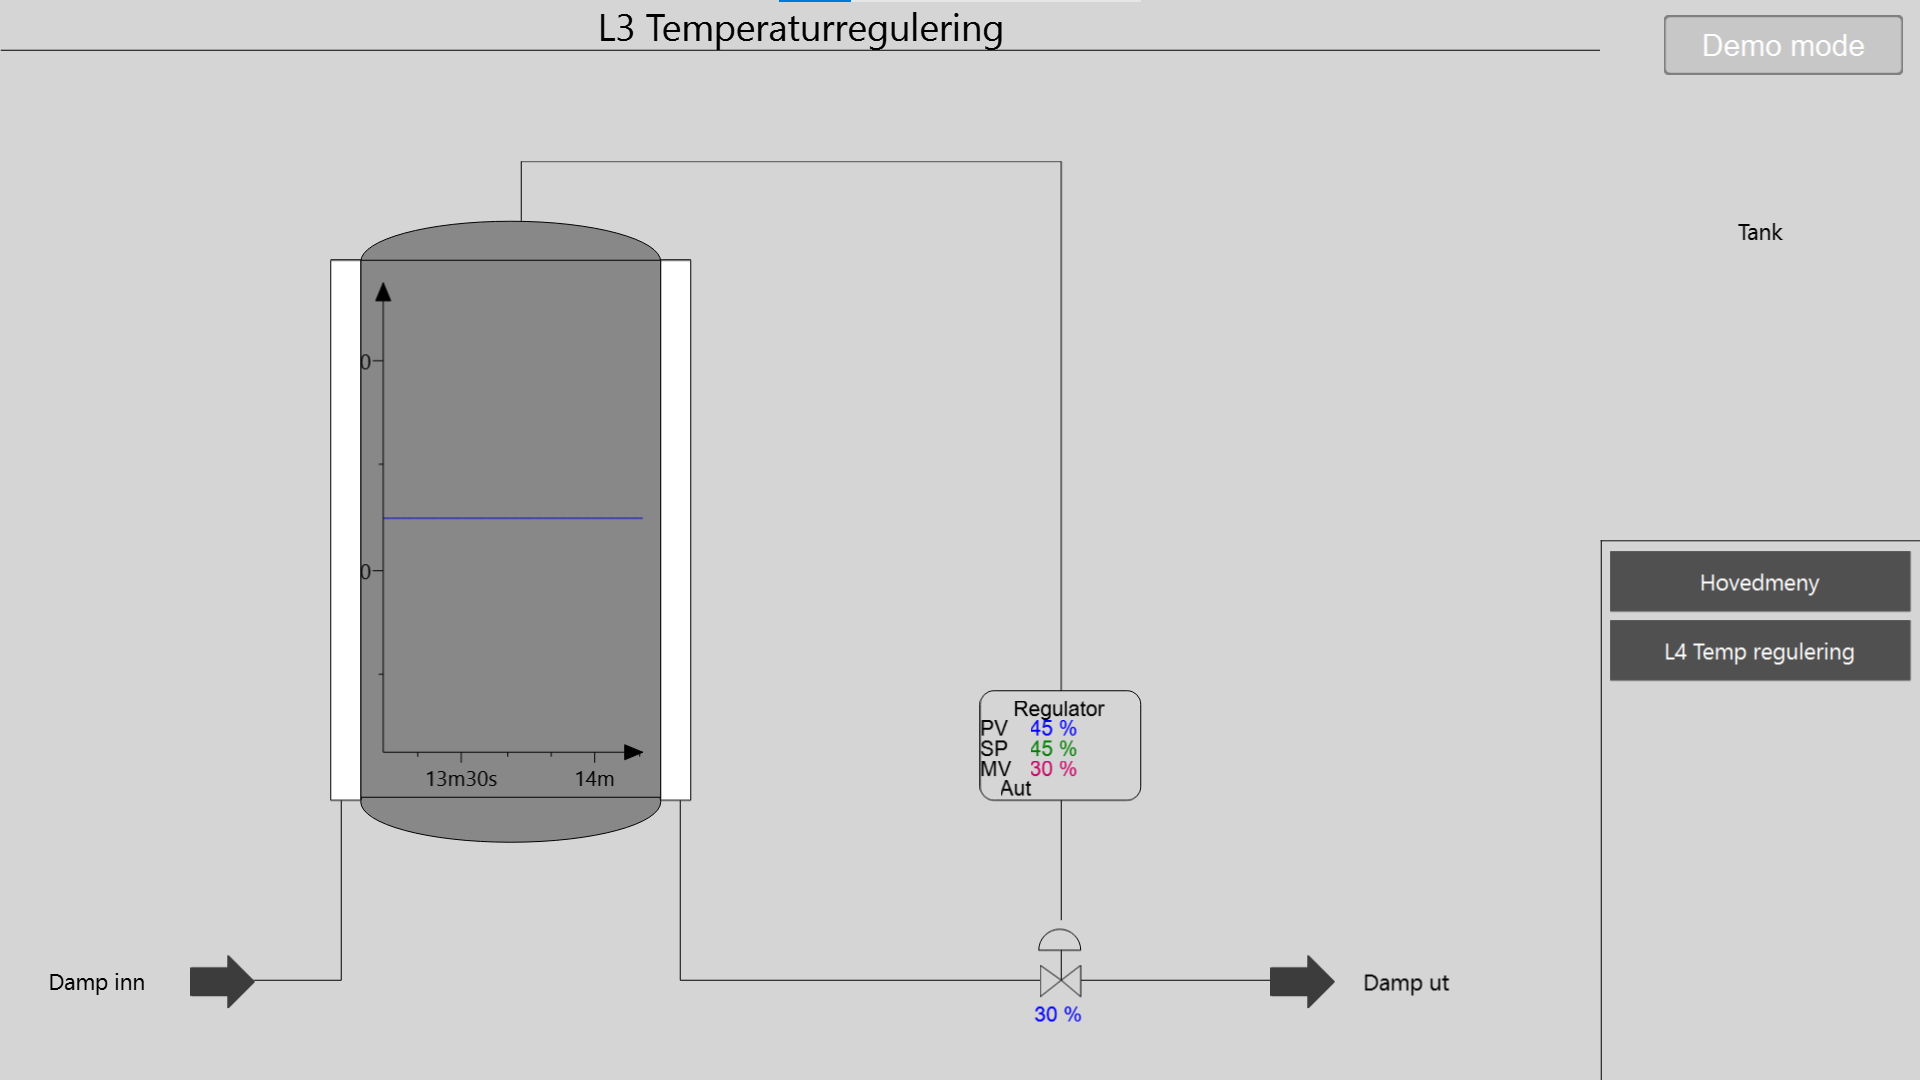 L3 Temperaturregulering
Demo mode
Tank
0
0
13m30s 14m
Hovedmeny
L4 Temp regulering
Regulator
PV 45 %
SP 45 %
MV 30 %
Aut
Damp inn
Damp ut
30 %